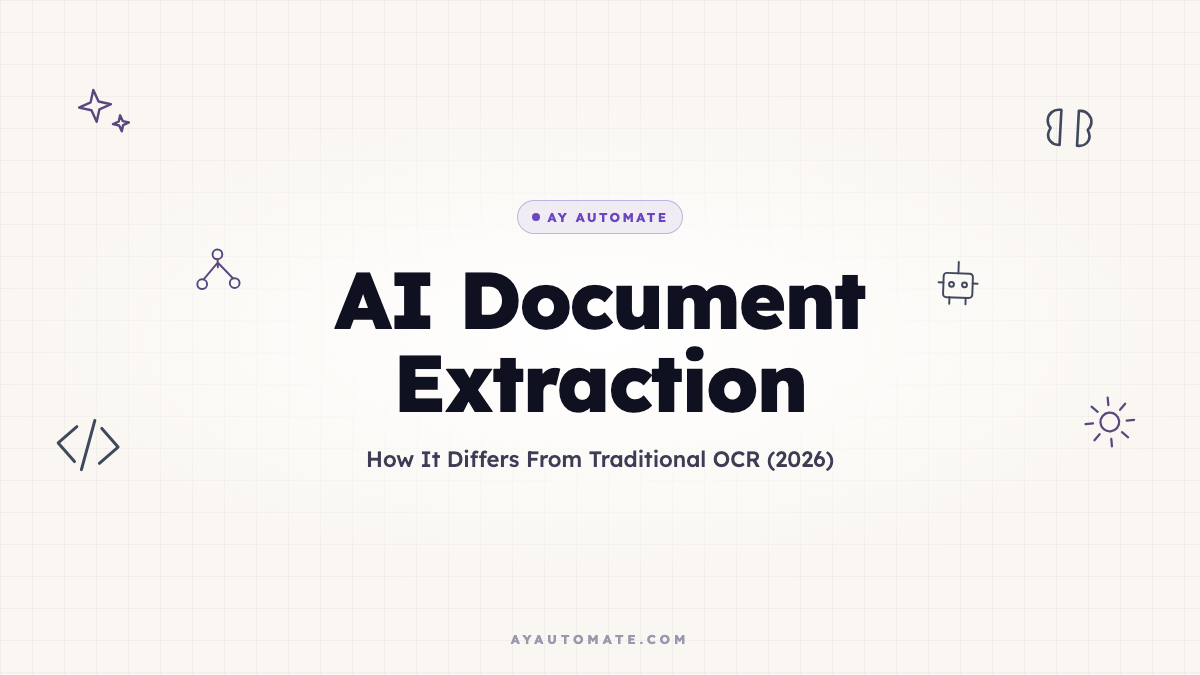 AY AUTOMATE
AI Document
Extraction
How It Differs From Traditional OCR (2026)
AYAUTOMATE.COM